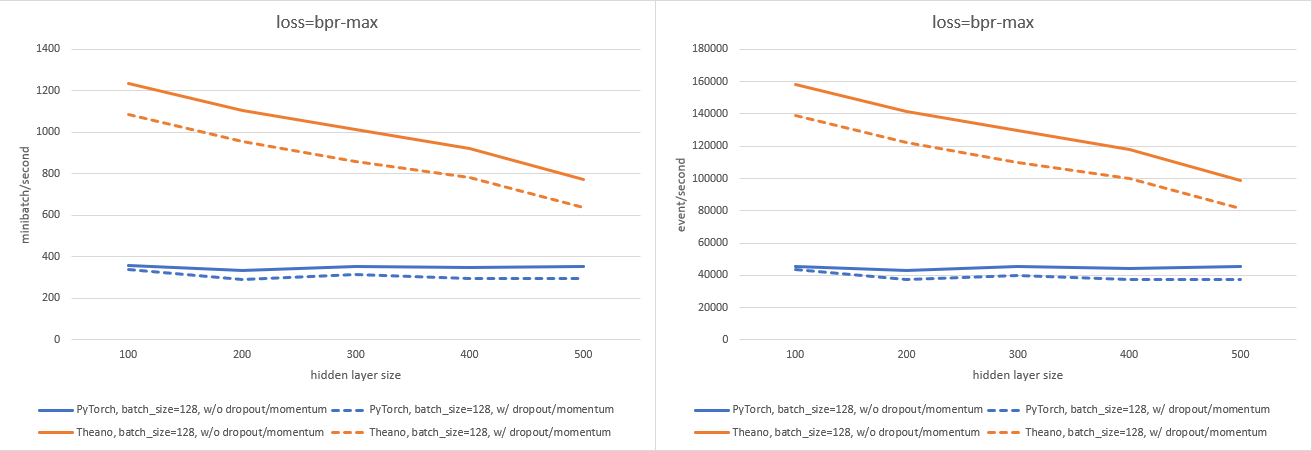 loss=bpr-max
1400
1200
1000
800
600
400
200
0
minibatch/second
100 200 300 400 500
hidden layer size
PyTorch, batch_size=128, w/o dropout/momentum
PyTorch, batch_size=128, w/ dropout/momentum
Theano, batch_size=128, w/o dropout/momentum
Theano, batch_size=128, w/ dropout/momentum
loss=bpr-max
180000
160000
140000
120000
100000
80000
60000
40000
20000
0
event/second
100 200 300 400 500
hidden layer size
PyTorch, batch_size=128, w/o dropout/momentum
PyTorch, batch_size=128, w/ dropout/momentum
Theano, batch_size=128, w/o dropout/momentum
Theano, batch_size=128, w/ dropout/momentum